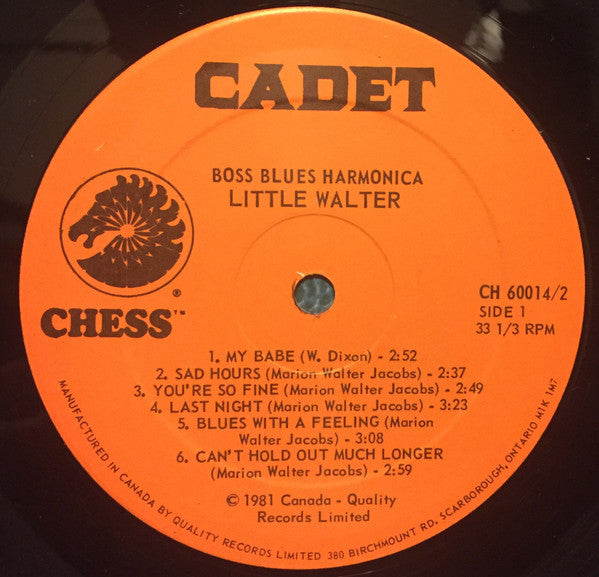 CADET
BOSS BLUES HARMONICA
LITTLE WALTER
®
CHESS™
CH 60014/2
SIDE 1
33 1/3 RPM
1. MY BABE (W. Dixon) - 2:52
2. SAD HOURS (Marion Walter Jacobs) - 2:37
3. YOU'RE SO FINE (Marion Walter Jacobs) - 2:49
4. LAST NIGHT (Marion Walter Jacobs) - 3:23
5. BLUES WITH A FEELING (Marion
Walter Jacobs) - 3:08
6. CAN'T HOLD OUT MUCH LONGER
(Marion Walter Jacobs) - 2:59
© 1981 Canada - Quality
Records Limited
MANUFACTURED IN CANADA BY QUALITY RECORDS LIMITED 380 BIRCHMOUNT RD. SCARBOROUGH, ONTARIO M1K 1M7